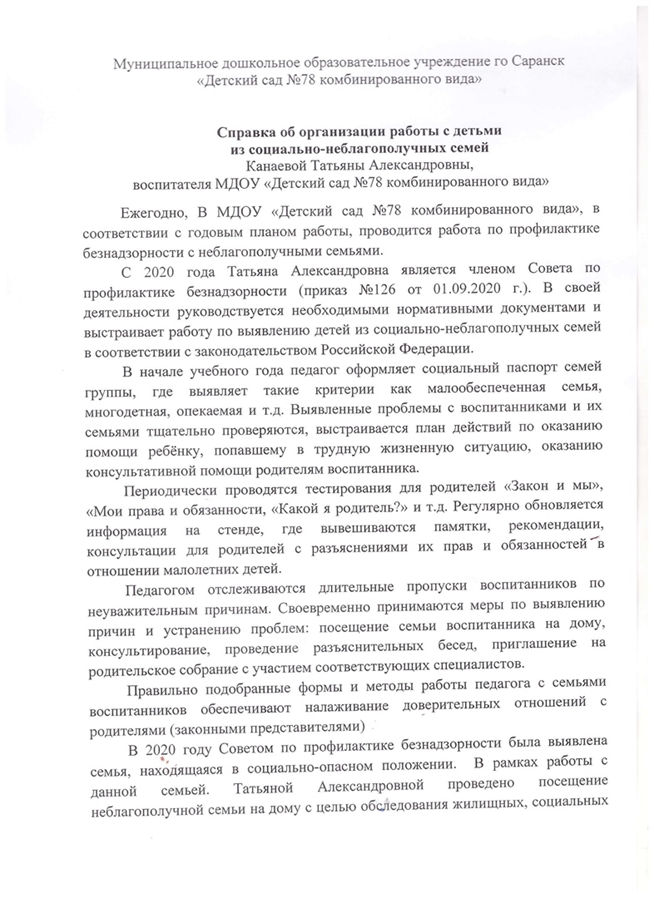 Муниципальное дошкольное образовательное учреждение го Саранск
«Детский сад №78 комбинированного вида»
Справка об организации работы с детьми
из социально-неблагополучных семей
Канаевой Татьяны Александровны,
воспитателя МДОУ «Детский сад №78 комбинированного вида»
Ежегодно, В МДОУ «Детский сад №78 комбинированного вида», в
соответствии с годовым планом работы, проводится работа по профилактике
безнадзорности с неблагополучными семьями.
С 2020 года Татьяна Александровна является членом Совета по
профилактике безнадзорности (приказ №126 от 01.09.2020 г.). В своей
деятельности руководствуется необходимыми нормативными документами и
выстраивает работу по выявлению детей из социально-неблагополучных семей
в соответствии с законодательством Российской Федерации.
В начале учебного года педагог оформляет социальный паспорт семей
группы, где выявляет такие критерии как малообеспеченная семья,
многодетная, опекаемая и т.д. Выявленные проблемы с воспитанниками и их
семьями тщательно проверяются, выстраивается план действий по оказанию
помощи ребёнку, попавшему в трудную жизненную ситуацию, оказанию
консультативной помощи родителям воспитанника.
Периодически проводятся тестирования для родителей «Закон и мы»,
«Мои права и обязанности, «Какой я родитель?» и т.д. Регулярно обновляется
информация на стенде, где вывешиваются памятки, рекомендации,
консультации для родителей с разъяснениями их прав и обязанностей в
отношении малолетних детей.
Педагогом отслеживаются длительные пропуски воспитанников по
неуважительным причинам. Своевременно принимаются меры по выявлению
причин и устранению проблем: посещение семьи воспитанника на дому,
консультирование, проведение разъяснительных бесед, приглашение на
родительское собрание с участием соответствующих специалистов.
Правильно подобранные формы и методы работы педагога с семьями
воспитанников обеспечивают налаживание доверительных отношений с
родителями (законными представителями)
В 2020 году Советом по профилактике безнадзорности была выявлена
семья, находящаяся в социально-опасном положении. В рамках работы с
данной семьей. Татьяной Александровной проведено посещение
неблагополучной семьи на дому с целью обследования жилищных, социальных